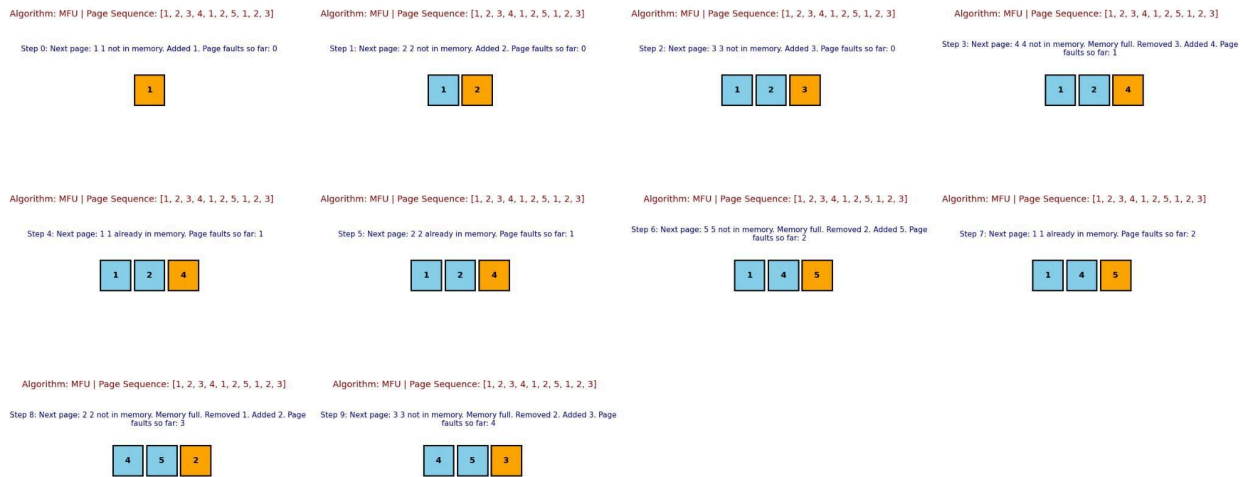 Algorithm: MFU | Page Sequence: [1, 2, 3, 4, 1, 2, 5, 1, 2, 3]
Step 0: Next page: 1 1 not in memory. Added 1. Page faults so far: 0
1
Algorithm: MFU | Page Sequence: [1, 2, 3, 4, 1, 2, 5, 1, 2, 3]
Step 1: Next page: 2 2 not in memory. Added 2. Page faults so far: 0
1 2
Algorithm: MFU | Page Sequence: [1, 2, 3, 4, 1, 2, 5, 1, 2, 3]
Step 2: Next page: 3 3 not in memory. Added 3. Page faults so far: 0
1 2 3
Algorithm: MFU | Page Sequence: [1, 2, 3, 4, 1, 2, 5, 1, 2, 3]
Step 3: Next page: 4 4 not in memory. Memory full. Removed 3. Added 4. Page
faults so far: 1
1 2 4
Algorithm: MFU | Page Sequence: [1, 2, 3, 4, 1, 2, 5, 1, 2, 3]
Step 4: Next page: 1 1 already in memory. Page faults so far: 1
1 2 4
Algorithm: MFU | Page Sequence: [1, 2, 3, 4, 1, 2, 5, 1, 2, 3]
Step 5: Next page: 2 2 already in memory. Page faults so far: 1
1 2 4
Algorithm: MFU | Page Sequence: [1, 2, 3, 4, 1, 2, 5, 1, 2, 3]
Step 6: Next page: 5 5 not in memory. Memory full. Removed 2. Added 5. Page
faults so far: 2
1 4 5
Algorithm: MFU | Page Sequence: [1, 2, 3, 4, 1, 2, 5, 1, 2, 3]
Step 7: Next page: 1 1 already in memory. Page faults so far: 2
1 4 5
Algorithm: MFU | Page Sequence: [1, 2, 3, 4, 1, 2, 5, 1, 2, 3]
Step 8: Next page: 2 2 not in memory. Memory full. Removed 1. Added 2. Page
faults so far: 3
4 5 2
Algorithm: MFU | Page Sequence: [1, 2, 3, 4, 1, 2, 5, 1, 2, 3]
Step 9: Next page: 3 3 not in memory. Memory full. Removed 2. Added 3. Page
faults so far: 4
4 5 3